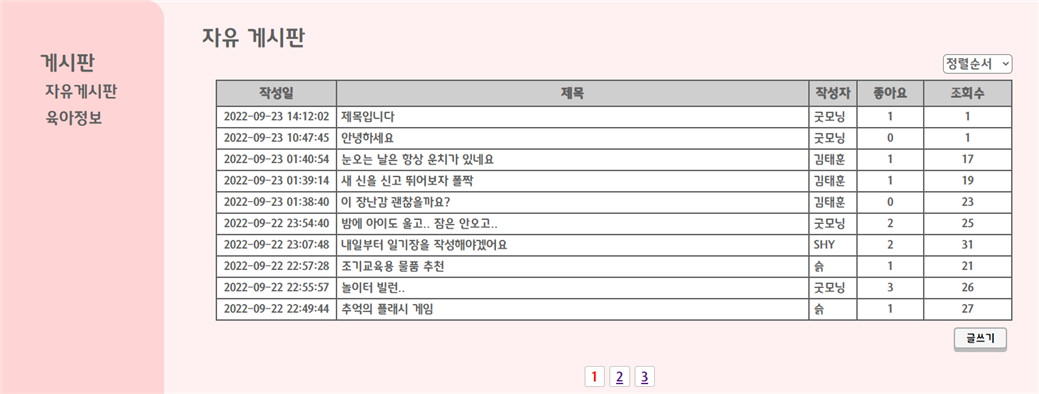 게시판
자유게시판
육아정보
자유 게시판
정렬순서
작성일 제목 작성자 좋아요 조회수
2022-09-23 14:12:02 제목입니다 굿모닝 1 1
2022-09-23 10:47:45 안녕하세요 굿모닝 0 1
2022-09-23 01:40:54 눈오는 날은 항상 운치가 있네요 김태훈 1 17
2022-09-23 01:39:14 새 신을 신고 뛰어보자 폴짝 김태훈 1 19
2022-09-23 01:38:40 이 장난감 괜찮을까요? 김태훈 0 23
2022-09-22 23:54:40 밤에 아이도 울고.. 잠은 안오고.. 굿모닝 2 25
2022-09-22 23:07:48 내일부터 일기장을 작성해야겠어요 SHY 2 31
2022-09-22 22:57:28 조기교육용 물품 추천 슭 1 21
2022-09-22 22:55:57 놀이터 빌런.. 굿모닝 3 26
2022-09-22 22:49:44 추억의 플래시 게임 슭 1 27
글쓰기
1 2 3